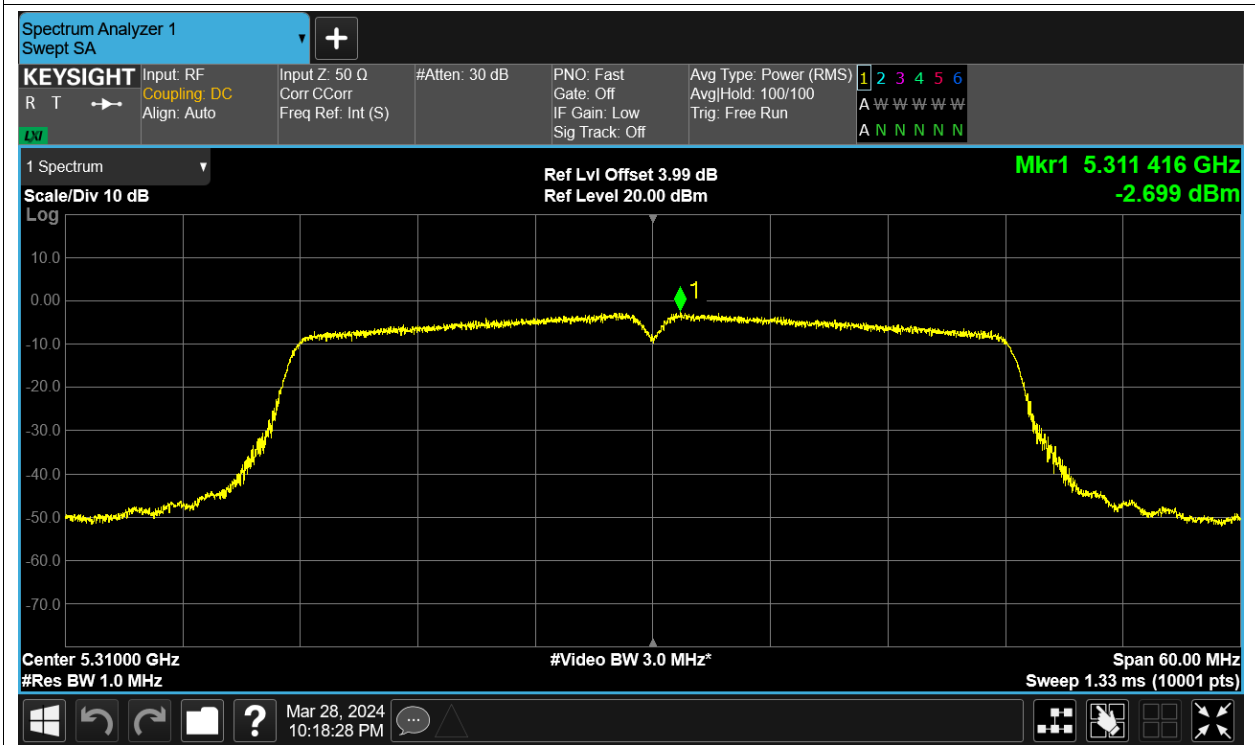 Spectrum Analyzer 1
Swept SA
+
KEYSIGHT
R T
LXI
Input: RF
Coupling: DC
Align: Auto
Input Z: 50 Ω
Corr CCorr
Freq Ref: Int (S)
#Atten: 30 dB
PNO: Fast
Gate: Off
IF Gain: Low
Sig Track: Off
Avg Type: Power (RMS)
Avg|Hold: 100/100
Trig: Free Run
1 2 3 4 5 6
A W W W W W
A N N N N N
1 Spectrum
Scale/Div 10 dB
Log
Ref Lvl Offset 3.99 dB
Ref Level 20.00 dBm
Mkr1 5.311 416 GHz
-2.699 dBm
10.0
0.00
-10.0
-20.0
-30.0
-40.0
-50.0
-60.0
-70.0
1
Center 5.31000 GHz
#Res BW 1.0 MHz
#Video BW 3.0 MHz*
Span 60.00 MHz
Sweep 1.33 ms (10001 pts)
?
Mar 28, 2024
10:18:28 PM